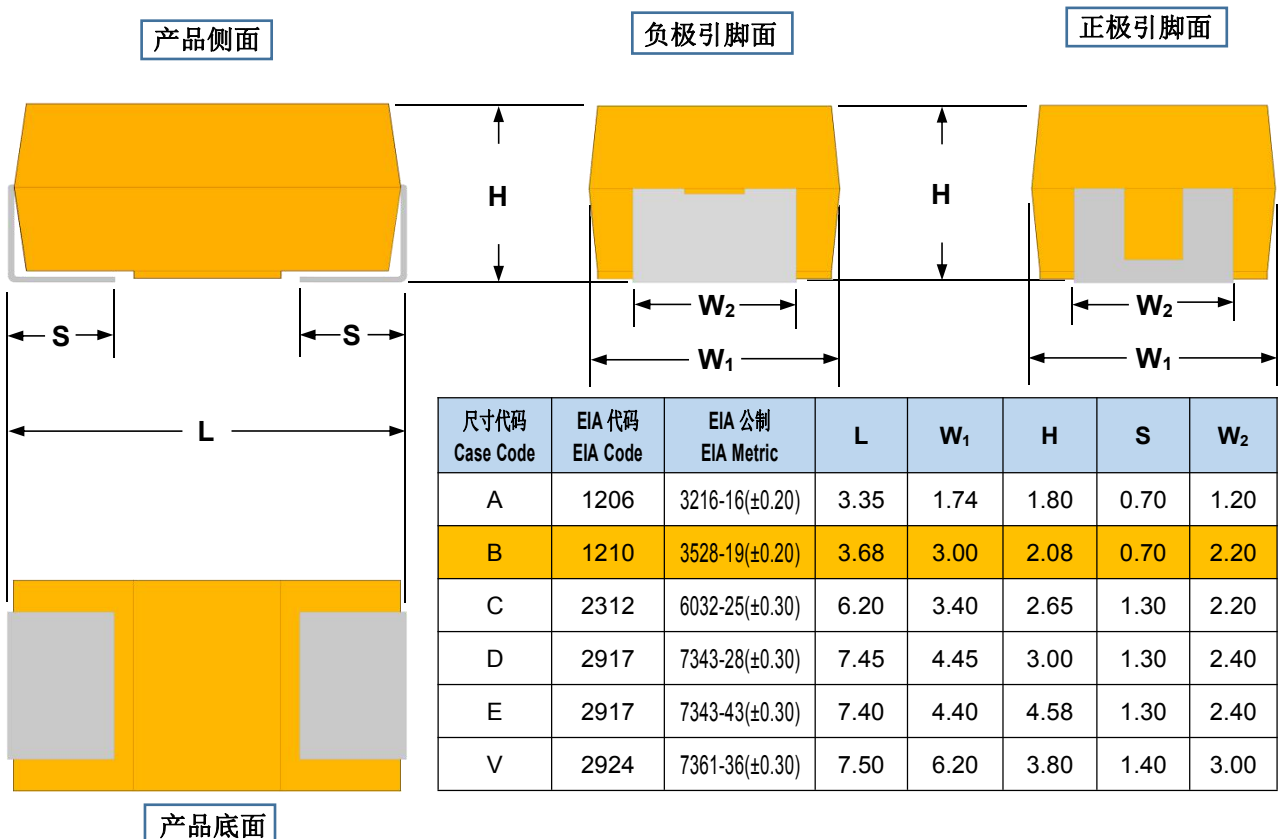 产品侧面
负极引脚面
正极引脚面
H
H
S
S
W₂
W₂
W₁
W₁
L
尺寸代码 EIA 代码 EIA 公制 L W₁ H S W₂
Case Code EIA Code EIA Metric
A 1206 3216-16(±0.20) 3.35 1.74 1.80 0.70 1.20
B 1210 3528-19(±0.20) 3.68 3.00 2.08 0.70 2.20
C 2312 6032-25(±0.30) 6.20 3.40 2.65 1.30 2.20
D 2917 7343-28(±0.30) 7.45 4.45 3.00 1.30 2.40
E 2917 7343-43(±0.30) 7.40 4.40 4.58 1.30 2.40
V 2924 7361-36(±0.30) 7.50 6.20 3.80 1.40 3.00
产品底面